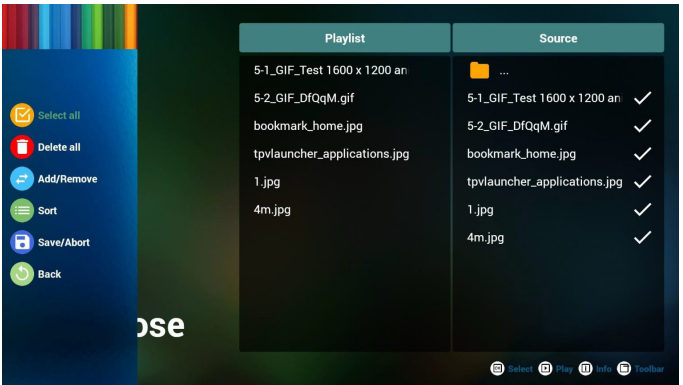 Select all
Delete all
Add/Remove
Sort
Save/Abort
Back
ose
Playlist
5-1_GIF_Test 1600 x 1200 an
5-2_GIF_DfQqM.gif
bookmark_home.jpg
tpvlauncher_applications.jpg
1.jpg
4m.jpg
Source
...
5-1_GIF_Test 1600 x 1200 an
5-2_GIF_DfQqM.gif
bookmark_home.jpg
tpvlauncher_applications.jpg
1.jpg
4m.jpg
Select Play Info Toolbar